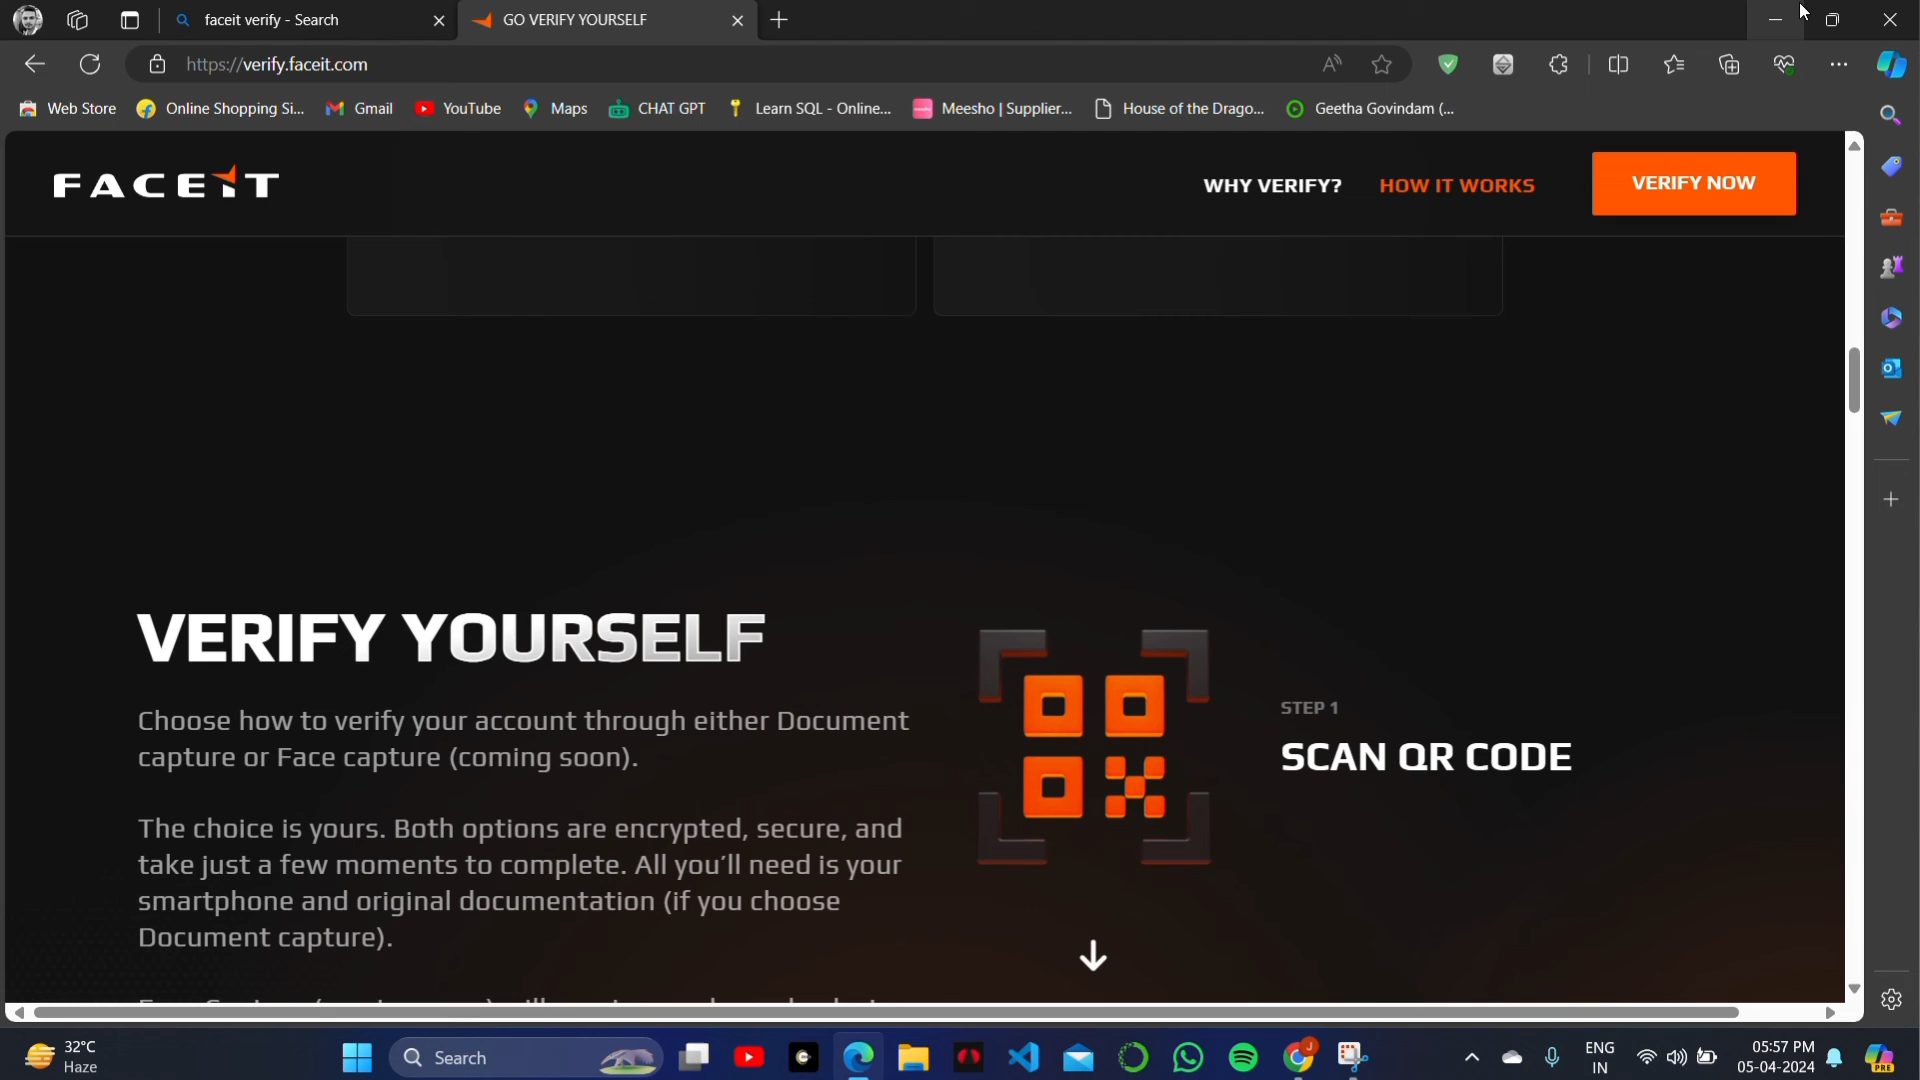 faceit verify - Search
GO VERIFY YOURSELF
https://verify.faceit.com
Web Store
Online Shopping Si...
Gmail
YouTube
Maps
CHAT GPT
Learn SQL - Online...
Meesho | Supplier...
House of the Drago...
Geetha Govindam (...
FACEIT
WHY VERIFY?
HOW IT WORKS
VERIFY NOW
VERIFY YOURSELF
Choose how to verify your account through either Document
capture or Face capture (coming soon).
The choice is yours. Both options are encrypted, secure, and
take just a few moments to complete. All you'll need is your
smartphone and original documentation (if you choose
Document capture).
STEP 1
SCAN QR CODE
32°C
Haze
Search
ENG
IN
05:57 PM
05-04-2024
PRE